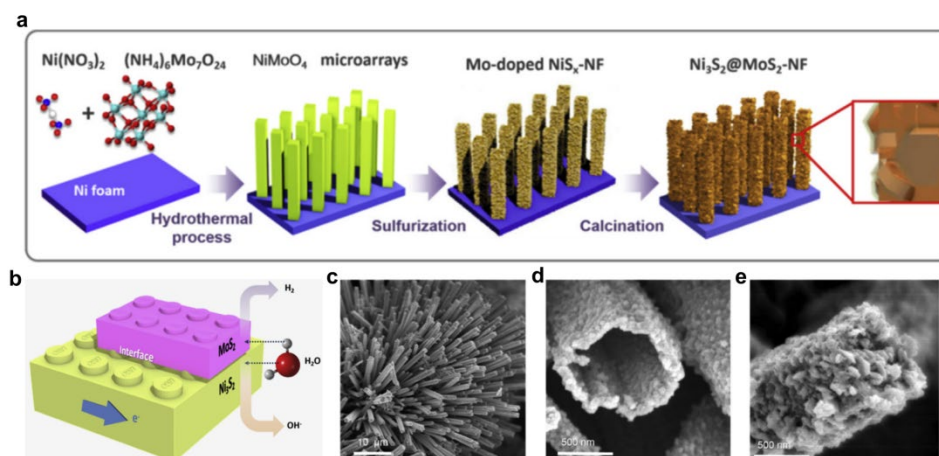 a
Ni(NO₃)₂ (NH₄)₆Mo₇O₂₄ NiMoO₄ microarrays Mo-doped NiSₓ-NF Ni₃S₂@MoS₂-NF
+
Ni foam
Hydrothermal
process
Sulfurization
Calcination
b
H₂
MoS₂
interface
H₂O
Ni₃S₂
e⁻
OH⁻
c
10 μm
d
500 nm
e
500 nm